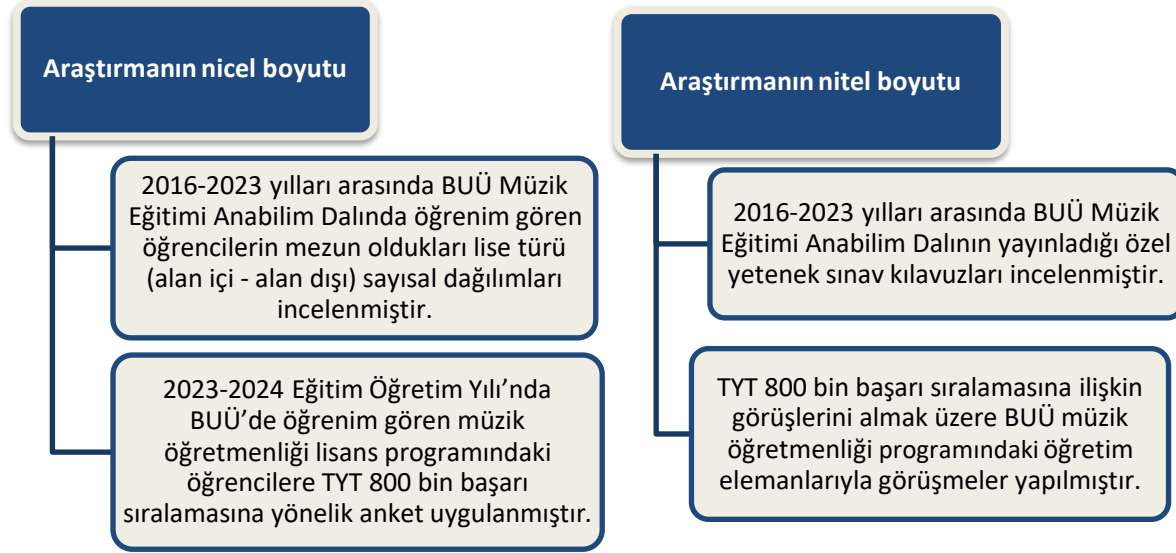 Araştırmanın nicel boyutu
2016-2023 yılları arasında BUÜ Müzik
Eğitimi Anabilim Dalında öğrenim gören
öğrencilerin mezun oldukları lise türü
(alan içi - alan dışı) sayısal dağılımları
incelenmiştir.
2023-2024 Eğitim Öğretim Yılı’nda
BUÜ’de öğrenim gören müzik
öğretmenliği lisans programındaki
öğrencilere TYT 800 bin başarı
sıralamasına yönelik anket uygulanmıştır.
Araştırmanın nitel boyutu
2016-2023 yılları arasında BUÜ Müzik
Eğitimi Anabilim Dalının yayınladığı özel
yetenek sınav kılavuzları incelenmiştir.
TYT 800 bin başarı sıralamasına ilişkin
görüşlerini almak üzere BUÜ müzik
öğretmenliği programındaki öğretim
elemanlarıyla görüşmeler yapılmıştır.